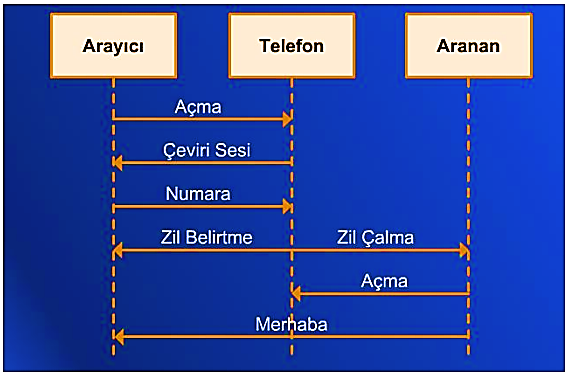 Arayıcı Telefon Aranan
Açma
Çeviri Sesi
Numara
Zil Belirtme Zil Çalma
Açma
Merhaba